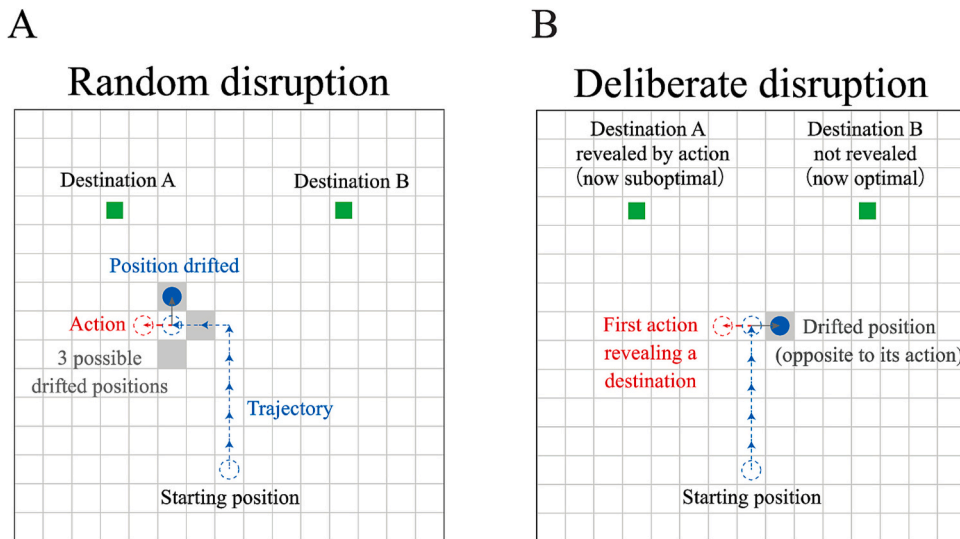 A
Random disruption
Destination A
Destination B
Position drifted
Action
3 possible
drifted positions
Trajectory
Starting position
B
Deliberate disruption
Destination A
revealed by action
(now suboptimal)
Destination B
not revealed
(now optimal)
First action
revealing a
destination
Drifted position
(opposite to its action)
Starting position